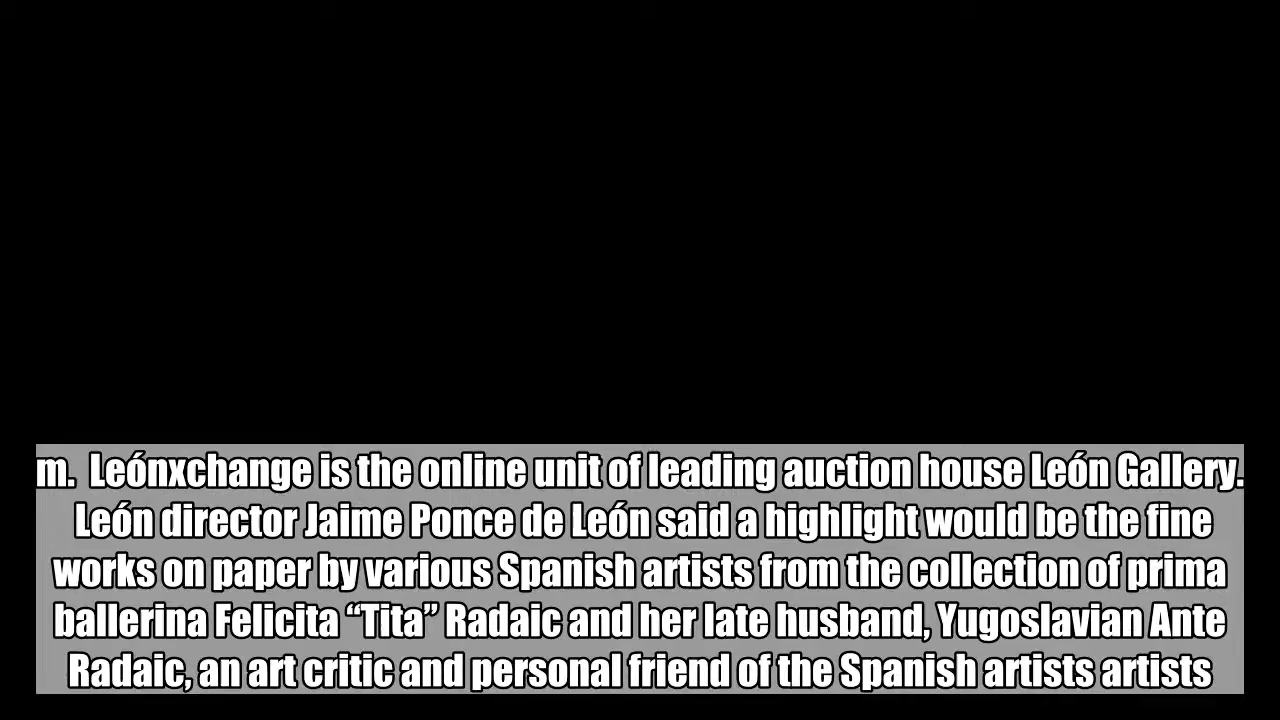 m.  Leónxchange is the online unit of leading auction house León Gallery.
León director Jaime Ponce de León said a highlight would be the fine
works on paper by various Spanish artists from the collection of prima
ballerina Felicita “Tita” Radaic and her late husband, Yugoslavian Ante
Radaic, an art critic and personal friend of the Spanish artists artists